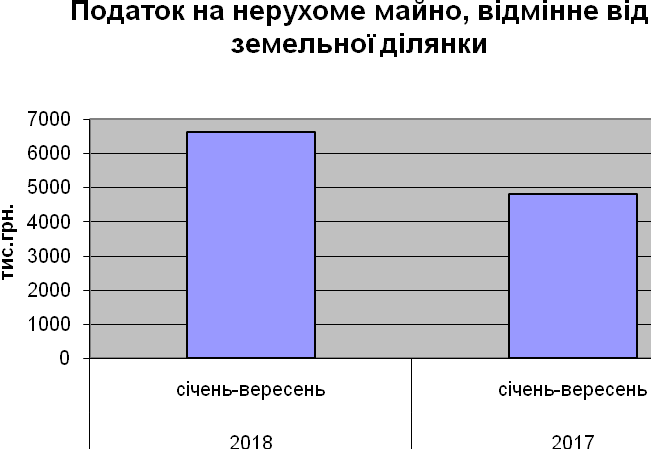 Податок на нерухоме майно, відмінне від
земельної ділянки
7000
6000
5000
4000
3000
2000
1000
0
тис.грн.
січень-вересень січень-вересень
2018 2017